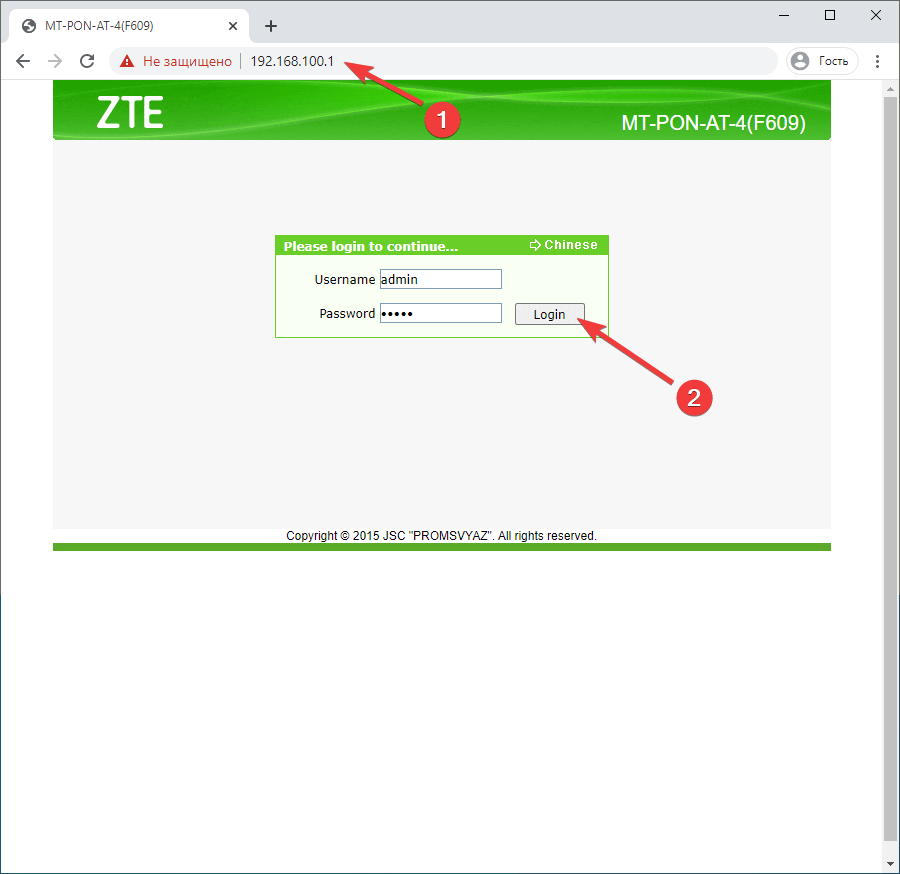 MT-PON-AT-4(F609)
Не защищено
192.168.100.1
Гость
1
ZTE
MT-PON-AT-4(F609)
Please login to continue...
Chinese
Username
admin
Password
•••••
Login
2
Copyright © 2015 JSC "PROMSVYAZ". All rights reserved.